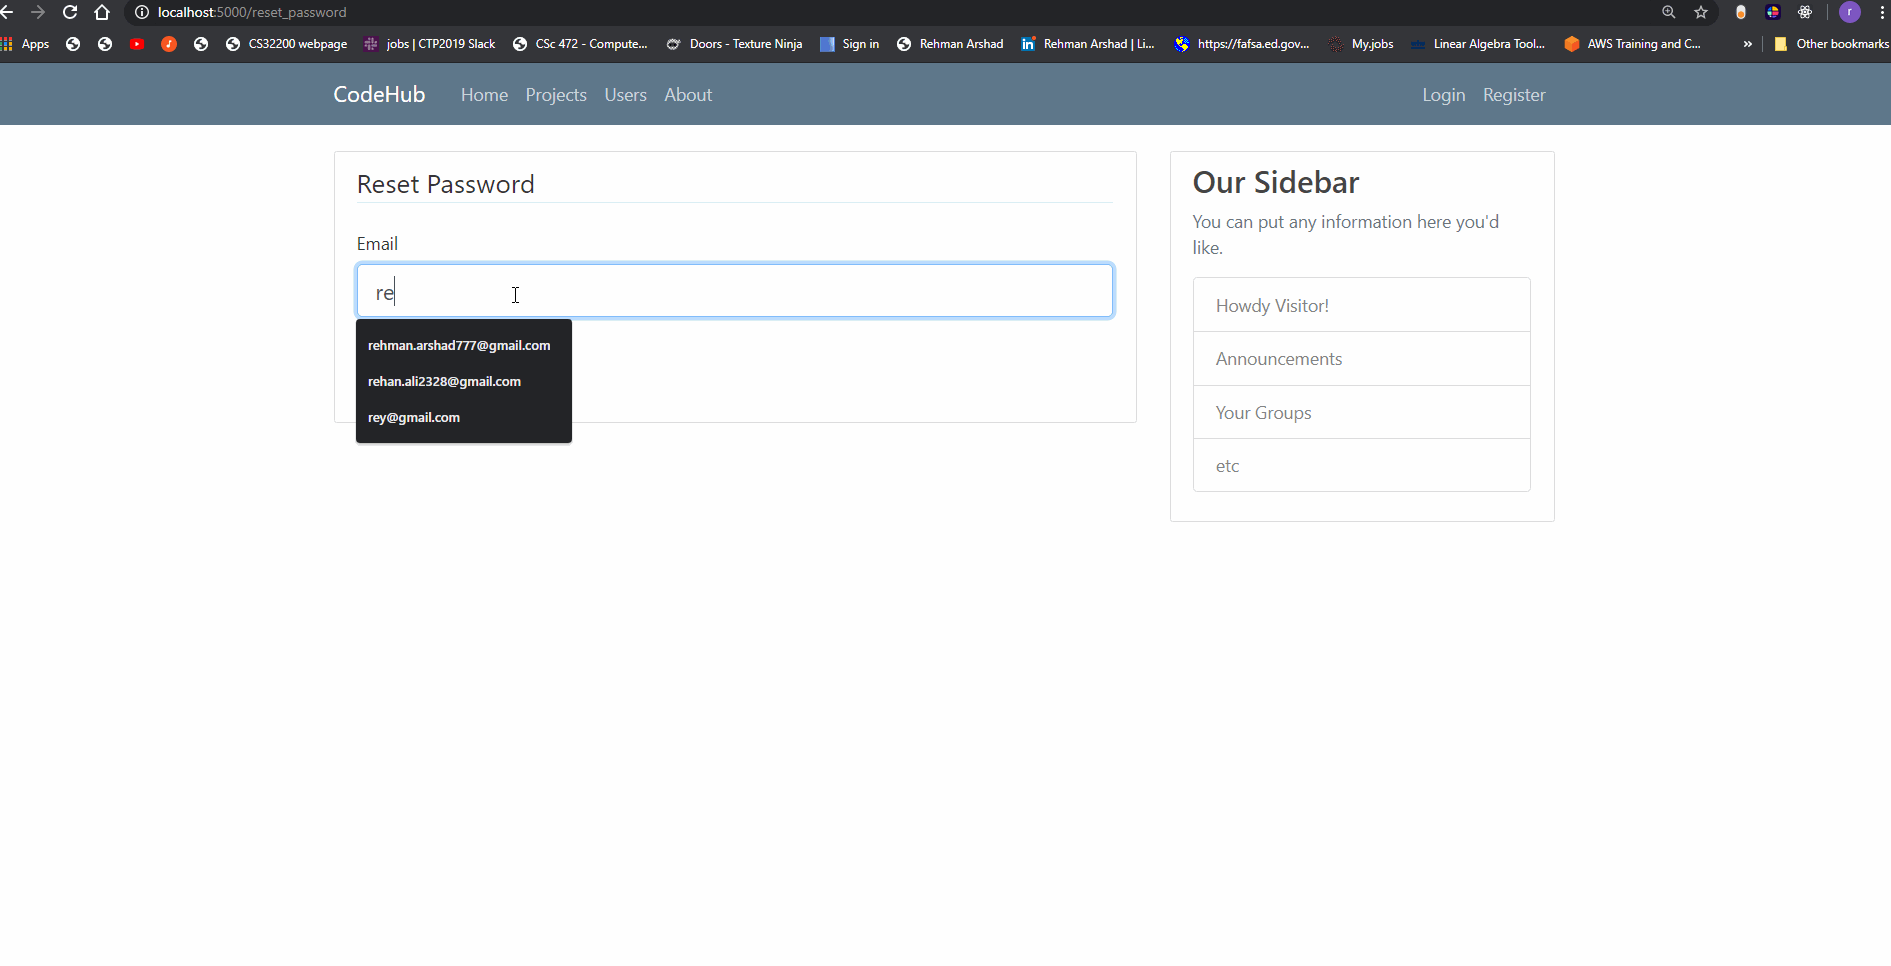 localhost:5000/reset_password
r
Apps CS32200 webpage jobs | CTP2019 Slack CSc 472 - Compute... Doors - Texture Ninja Sign in Rehman Arshad Rehman Arshad | Li... https://fafsa.ed.gov... My.jobs Linear Algebra Tool... AWS Training and C... » Other bookmarks
CodeHub Home Projects Users About Login Register
Reset Password
Email
re
rehman.arshad777@gmail.com
rehan.ali2328@gmail.com
rey@gmail.com
Our Sidebar
You can put any information here you'd
like.
Howdy Visitor!
Announcements
Your Groups
etc